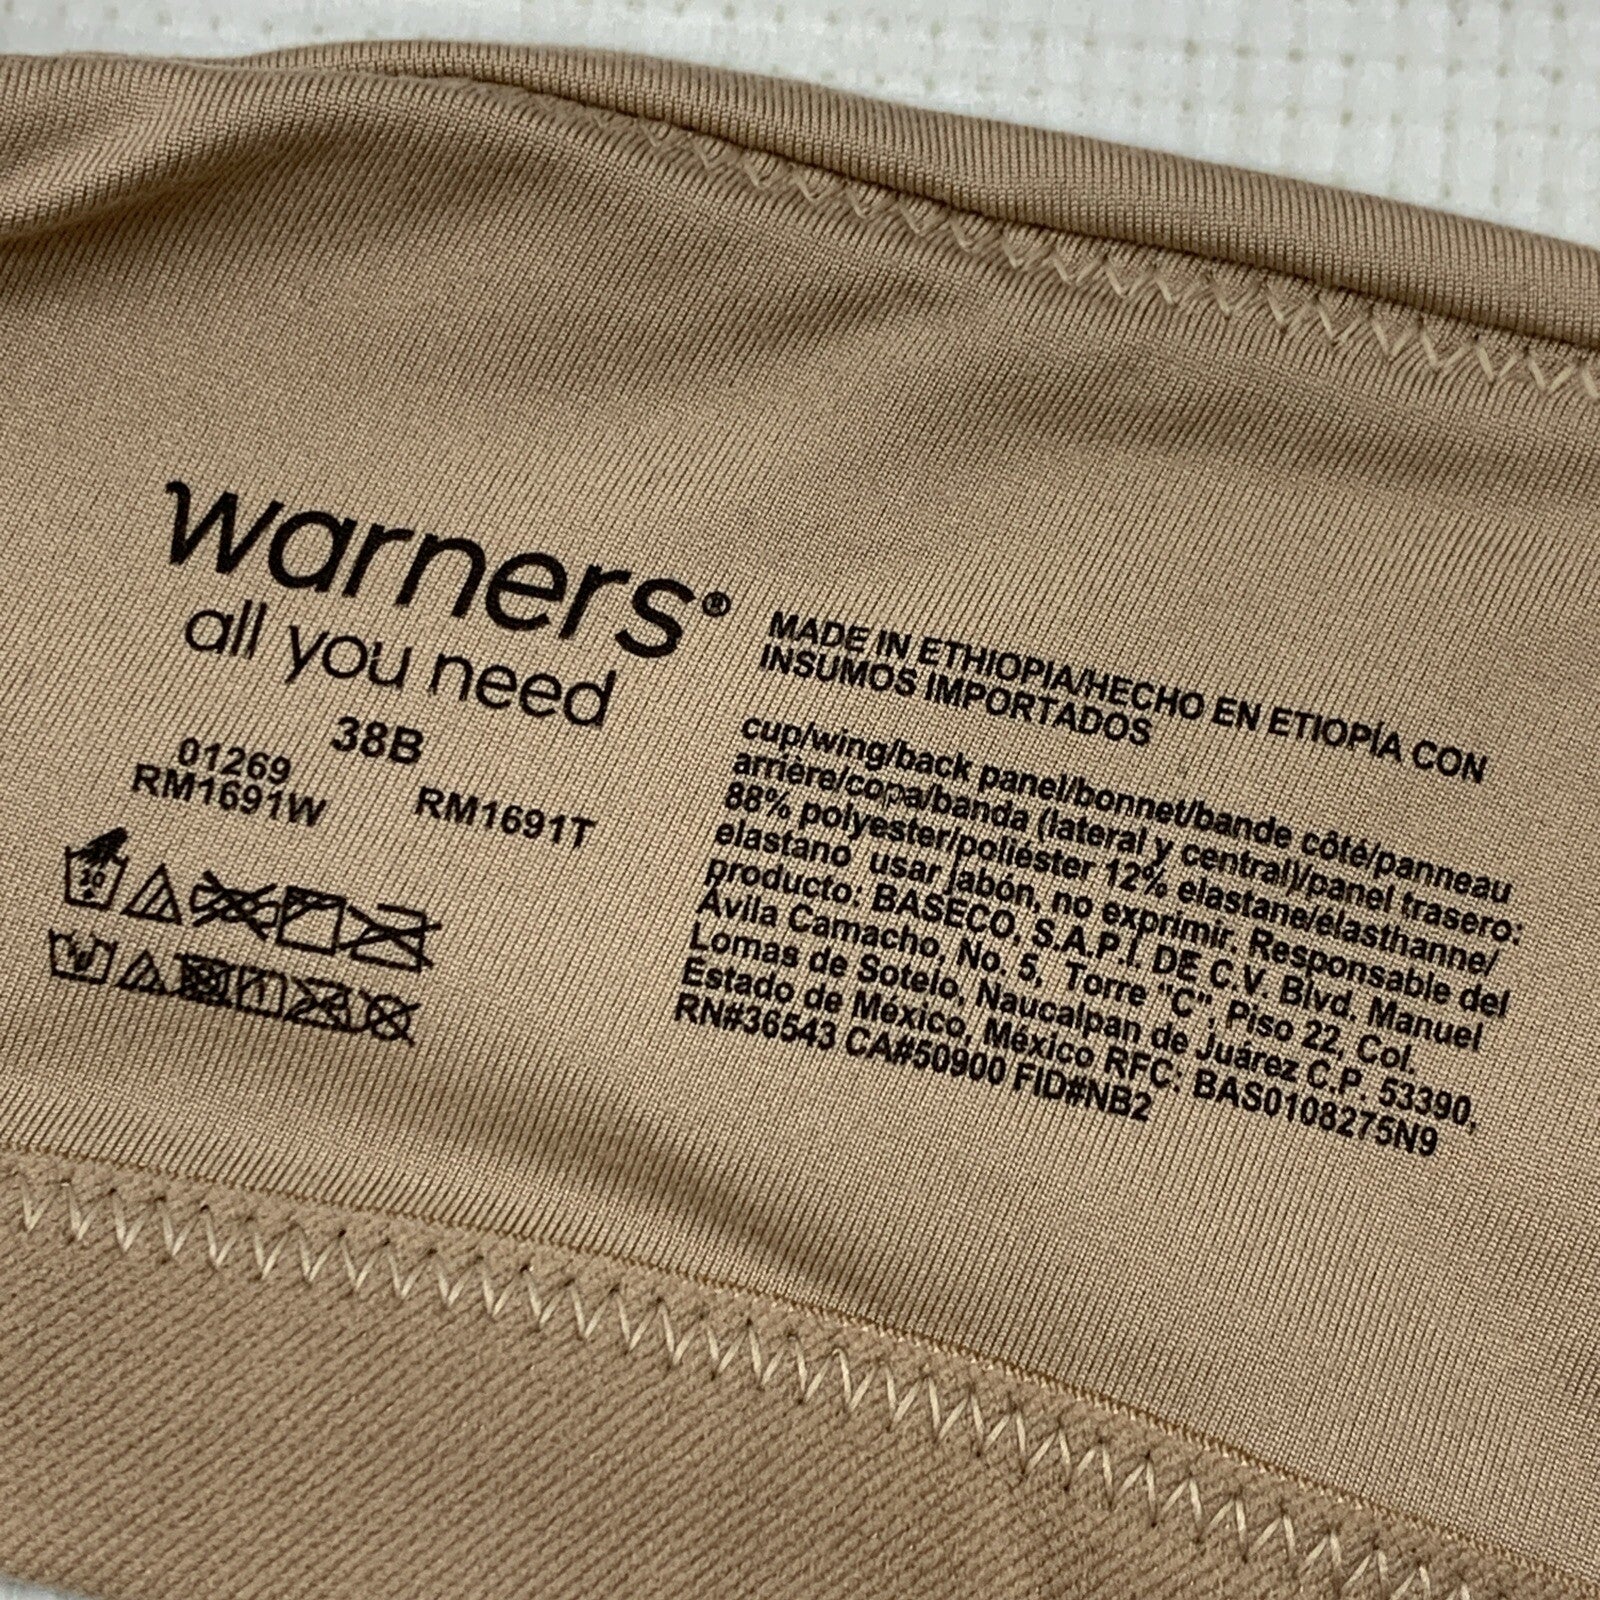 warners®
all you need
38B
01269
RM1691W RM1691T
30
MADE IN ETHIOPIA/HECHO EN ETIOPÍA CON
INSUMOS IMPORTADOS
cup/wing/back panel/bonnet/bande côté/panneau
arrière/copa/banda (lateral y central)/panel trasero:
88% polyester/poliéster 12% elastane/élasthanne/
elastano usar jabón, no exprimir. Responsable del
producto: BASECO, S.A.P.I. DE C.V. Blvd. Manuel
Ávila Camacho, No. 5, Torre "C", Piso 22, Col.
Lomas de Sotelo, Naucalpan de Juárez C.P. 53390,
Estado de México, México RFC: BAS0108275N9
RN#36543 CA#50900 FID#NB2